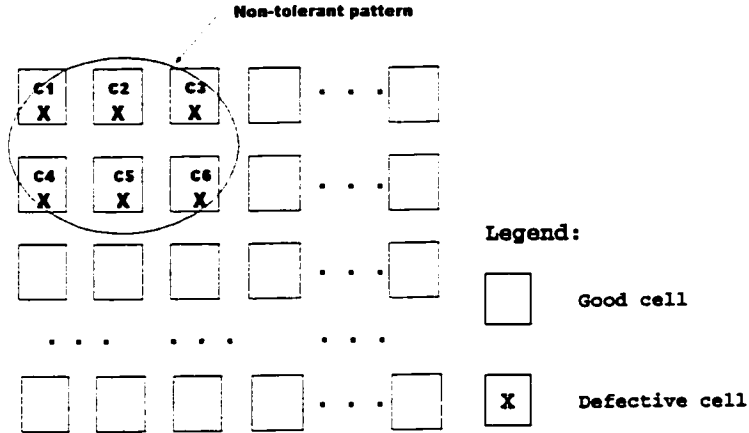 Non-tolerant pattern
C1 C2 C3
X X X
C4 C5 C6
X X X
Legend:
Good cell
X Defective cell